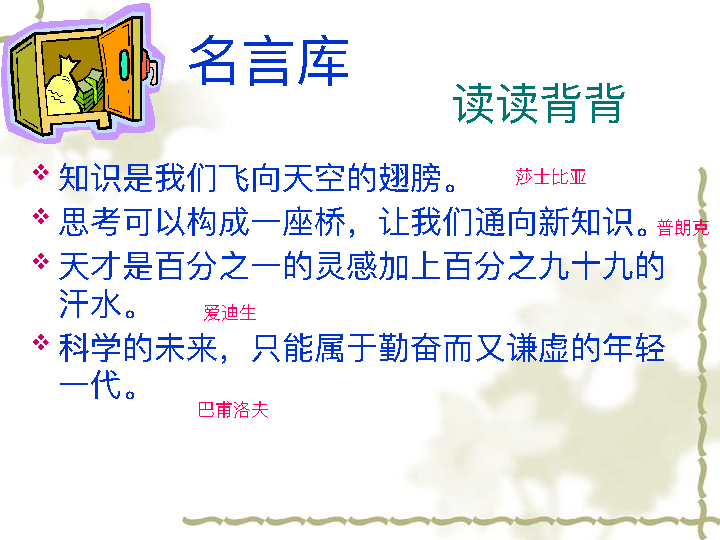 名言库
读读背背
知识是我们飞向天空的翅膀。
莎士比亚
思考可以构成一座桥，让我们通向新知识。
普朗克
天才是百分之一的灵感加上百分之九十九的
汗水。
爱迪生
科学的未来，只能属于勤奋而又谦虚的年轻
一代。
巴甫洛夫